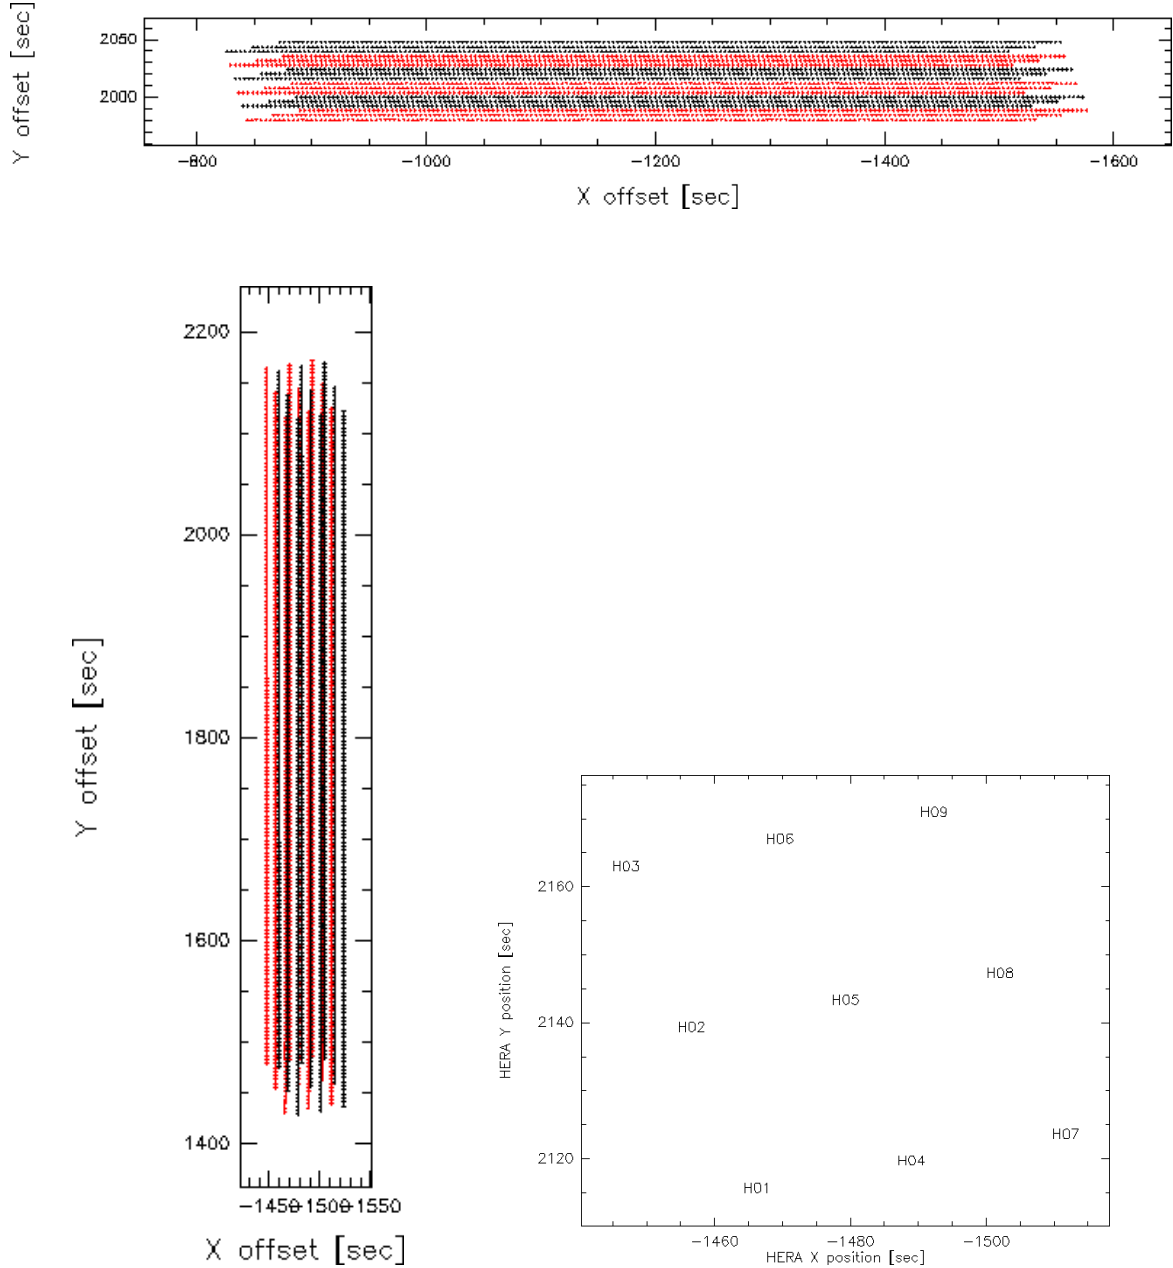 Y offset [sec]
2050
2000
-800
-1000
-1200
-1400
-1600
X offset [sec]
Y offset [sec]
2200
2000
1800
1600
1400
-1450
-1500
-1550
X offset [sec]
HERA Y position [sec]
2160
2140
2120
H09
H06
H03
H08
H05
H02
H07
H04
H01
-1460
-1480
-1500
HERA X position [sec]